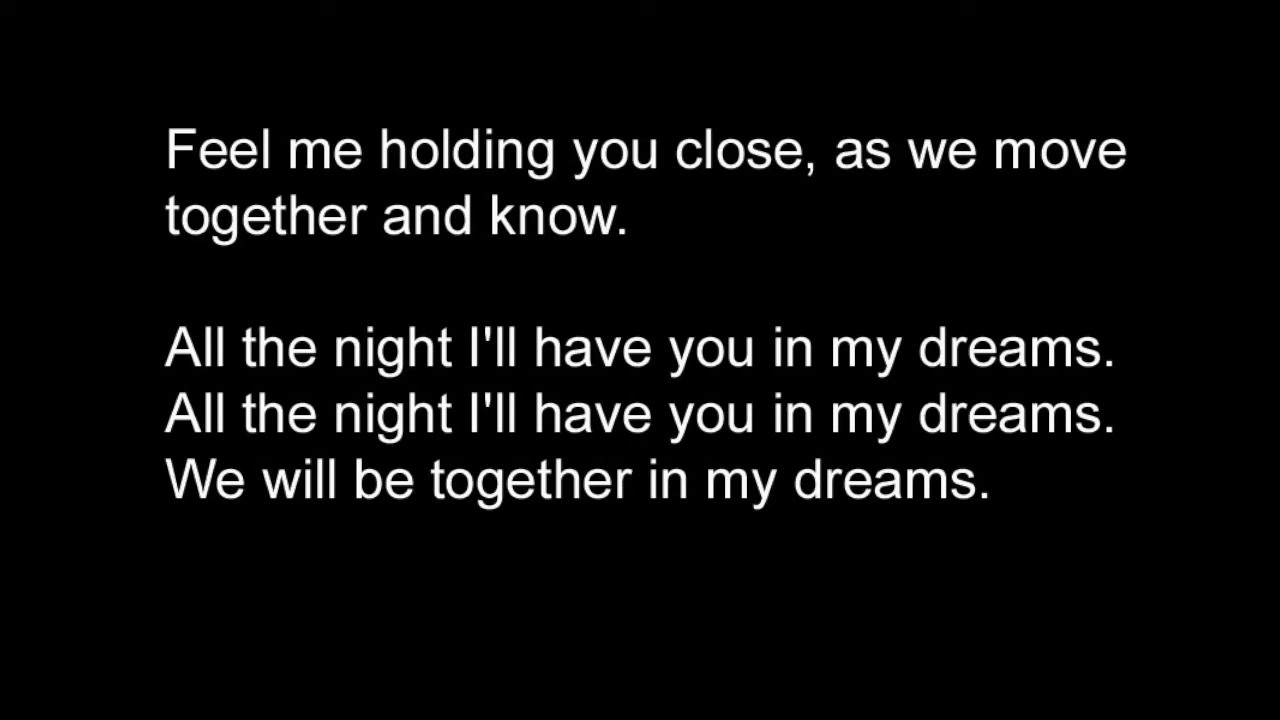 Feel me holding you close, as we move
together and know.
All the night I'll have you in my dreams.
All the night I'll have you in my dreams.
We will be together in my dreams.